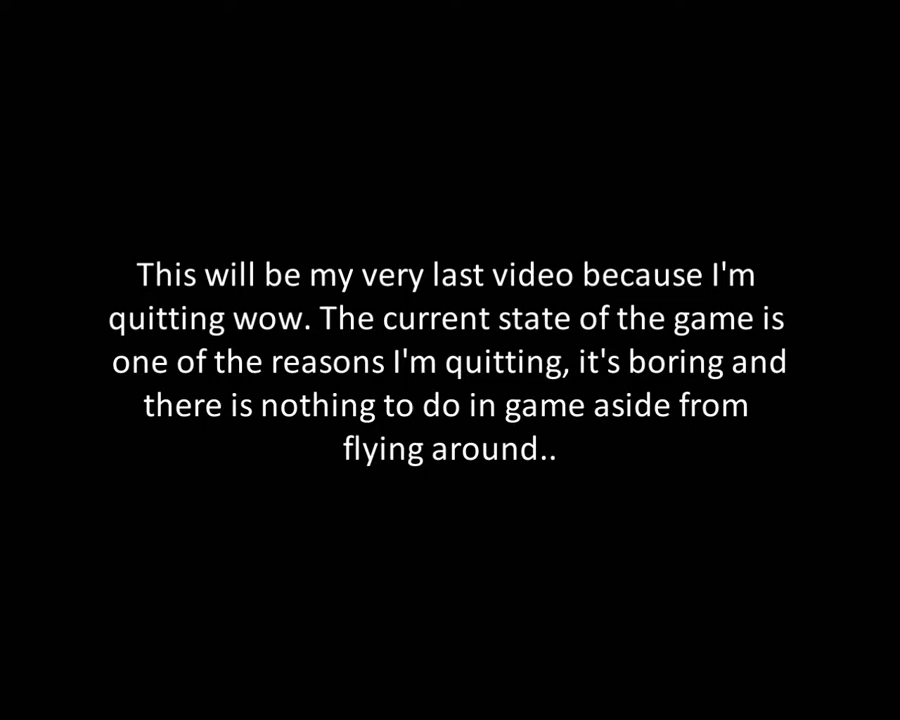 This will be my very last video because I'm
quitting wow. The current state of the game is
one of the reasons I'm quitting, it's boring and
there is nothing to do in game aside from
flying around..